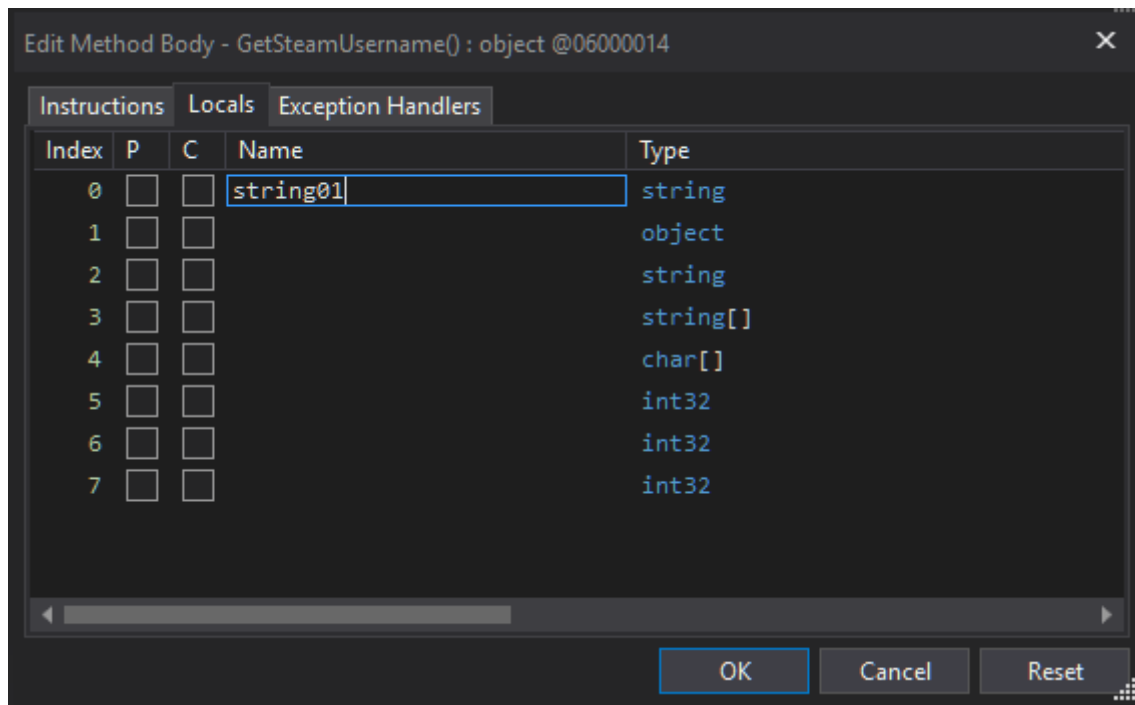 Edit Method Body - GetSteamUsername() : object @06000014
Instructions Locals Exception Handlers
Index P C Name Type
0 string01 string
1 object
2 string
3 string[]
4 char[]
5 int32
6 int32
7 int32
OK Cancel Reset